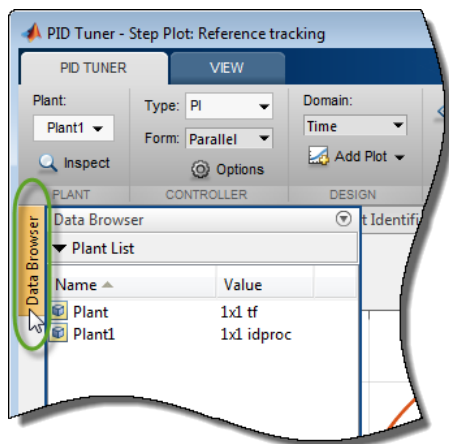 PID Tuner - Step Plot: Reference tracking
PID TUNER VIEW
Plant: Type: PI Domain:
Plant1 Form: Parallel Time
Inspect Options Add Plot
PLANT CONTROLLER DESIGN
Data Browser
Data Browser t Identifi
Plant List
Name Value
Plant 1x1 tf
Plant1 1x1 idproc